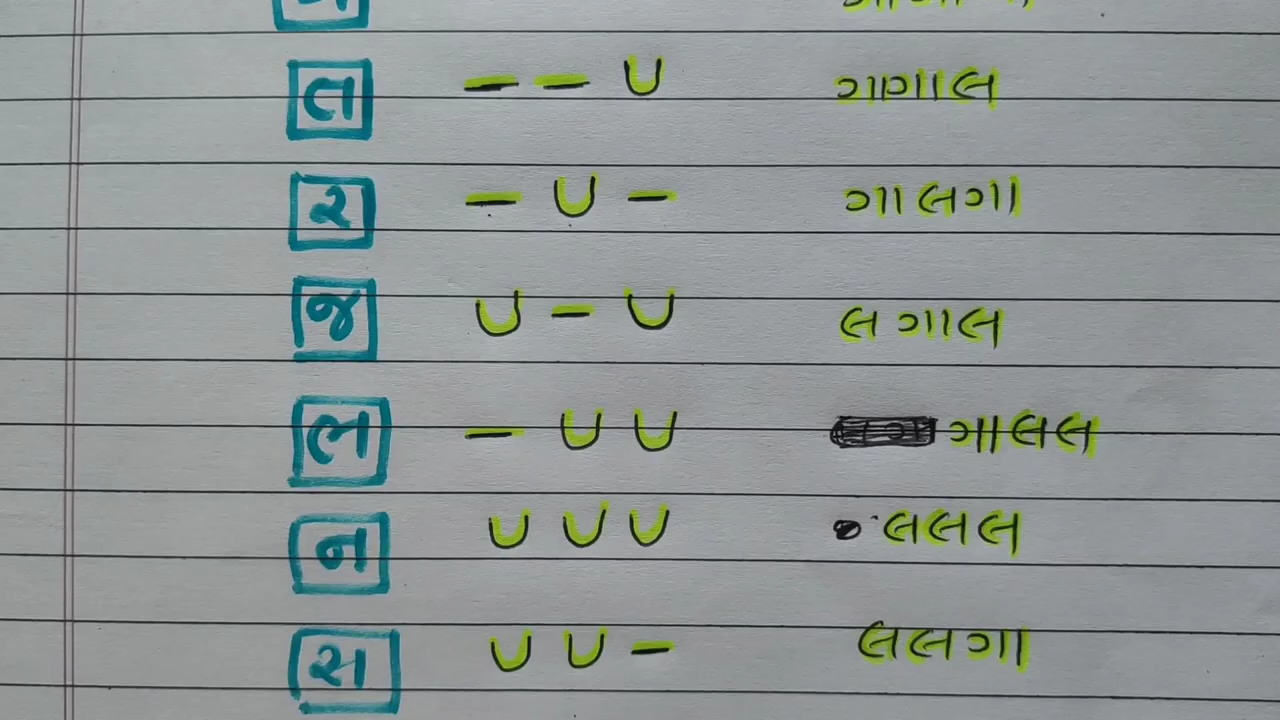 ત — — U ગાગાલ
ર — U — ગાલગા
જ U — U લગાલ
લ — U U ગાલલ
ન U U U લલલ
સ U U — લલગા